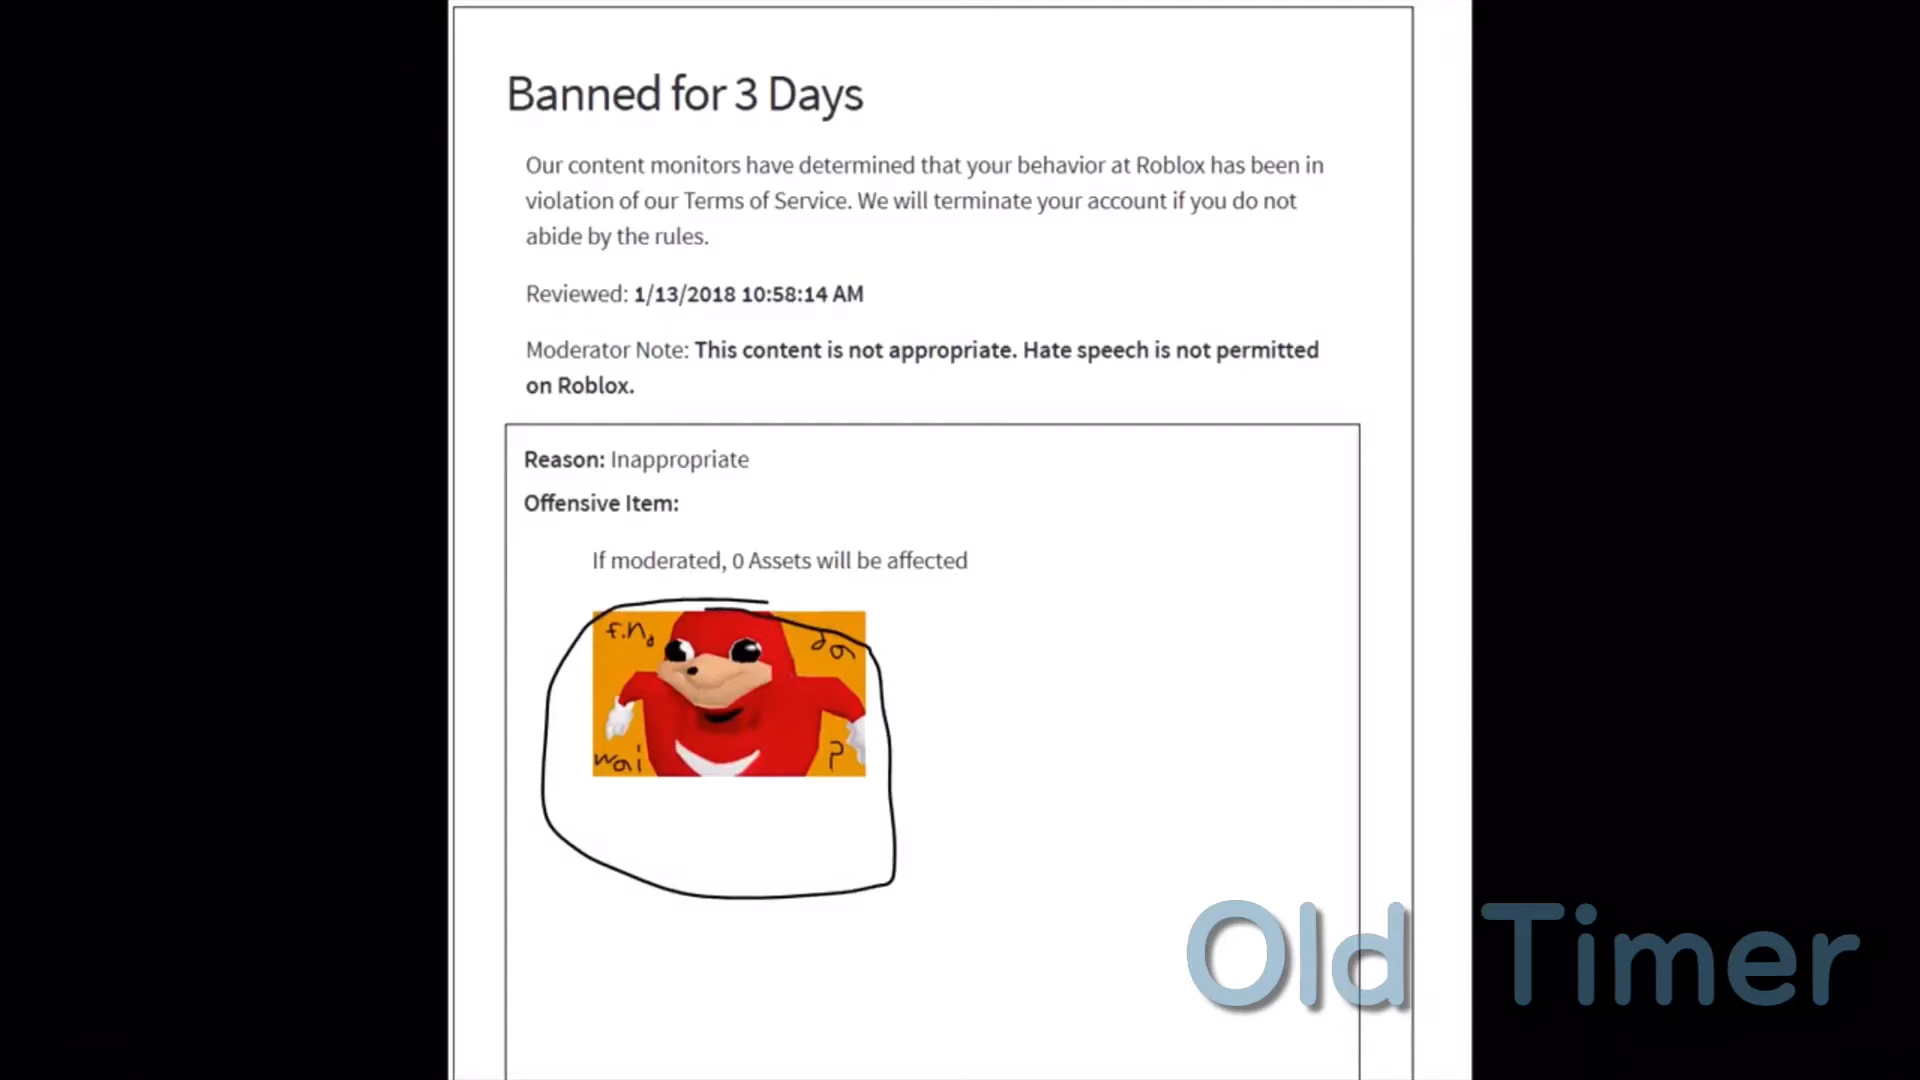 Banned for 3 Days
Our content monitors have determined that your behavior at Roblox has been in
violation of our Terms of Service. We will terminate your account if you do not
abide by the rules.
Reviewed: 1/13/2018 10:58:14 AM
Moderator Note: This content is not appropriate. Hate speech is not permitted
on Roblox.
Reason: Inappropriate
Offensive Item:
If moderated, 0 Assets will be affected
f.n.
da
wai
?
Old Timer